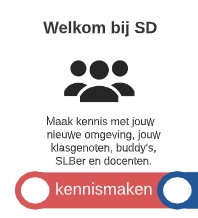 Welkom bij SD
Maak kennis met jouw
nieuwe omgeving, jouw
klasgenoten, buddy's,
SLBer en docenten.
kennismaken